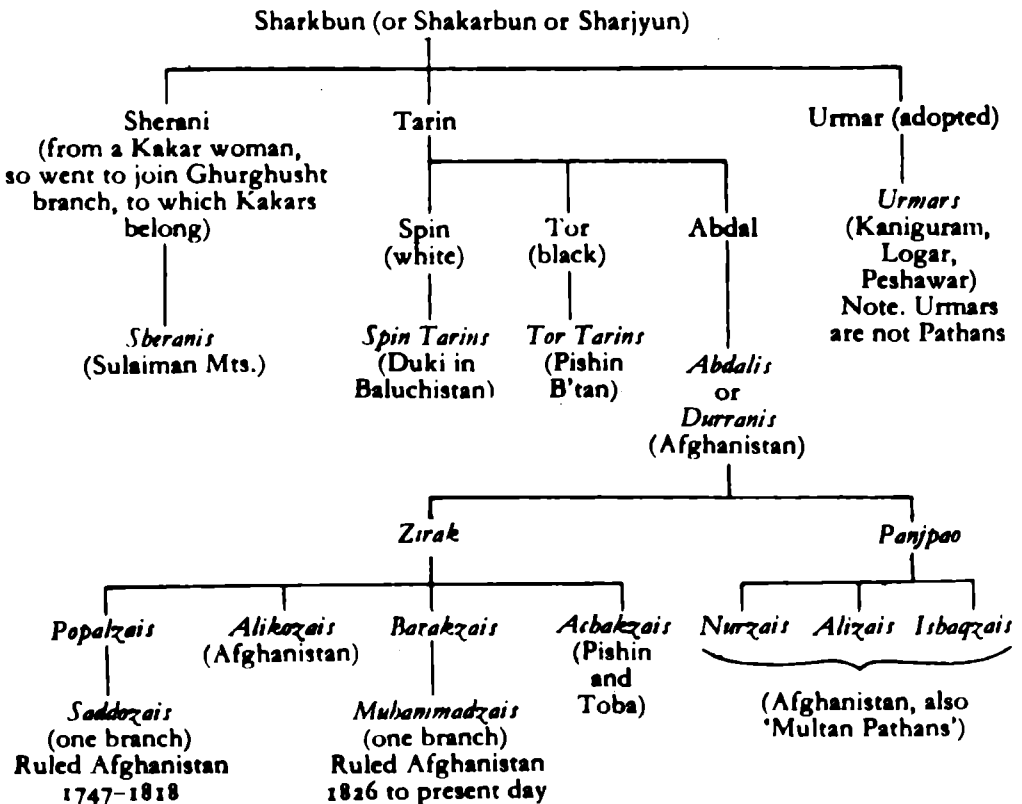 Sharkbun (or Shakarbun or Sharjyun)
Sherani
(from a Kakar woman,
so went to join Ghurghusht
branch, to which Kakars
belong)
Sheranis
(Sulaiman Mts.)
Tarin
Spin
(white)
Spin Tarins
(Duki in
Baluchistan)
Tor
(black)
Tor Tarins
(Pishin
B'tan)
Abdal
Abdalis
or
Durranis
(Afghanistan)
Urmar (adopted)
Urmars
(Kaniguram,
Logar,
Peshawar)
Note. Urmars
are not Pathans
Zirak
Panjpao
Popalzais
Saddozais
(one branch)
Ruled Afghanistan
1747–1818
Alikozais
(Afghanistan)
Barakzais
Muhammadzais
(one branch)
Ruled Afghanistan
1826 to present day
Achakzais
(Pishin
and
Toba)
Nurzais Alizais Isbaqzais
(Afghanistan, also
'Multan Pathans')